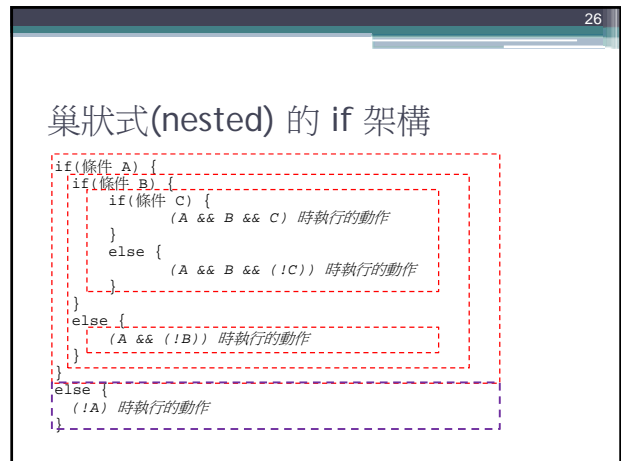 26
巢狀式(nested) 的 if 架構
if(條件 A) {
if(條件 B) {
if(條件 C) {
(A && B && C) 時執行的動作
}
else {
(A && B && (!C)) 時執行的動作
}
}
else {
(A && (!B)) 時執行的動作
}
}
else {
(!A) 時執行的動作
}